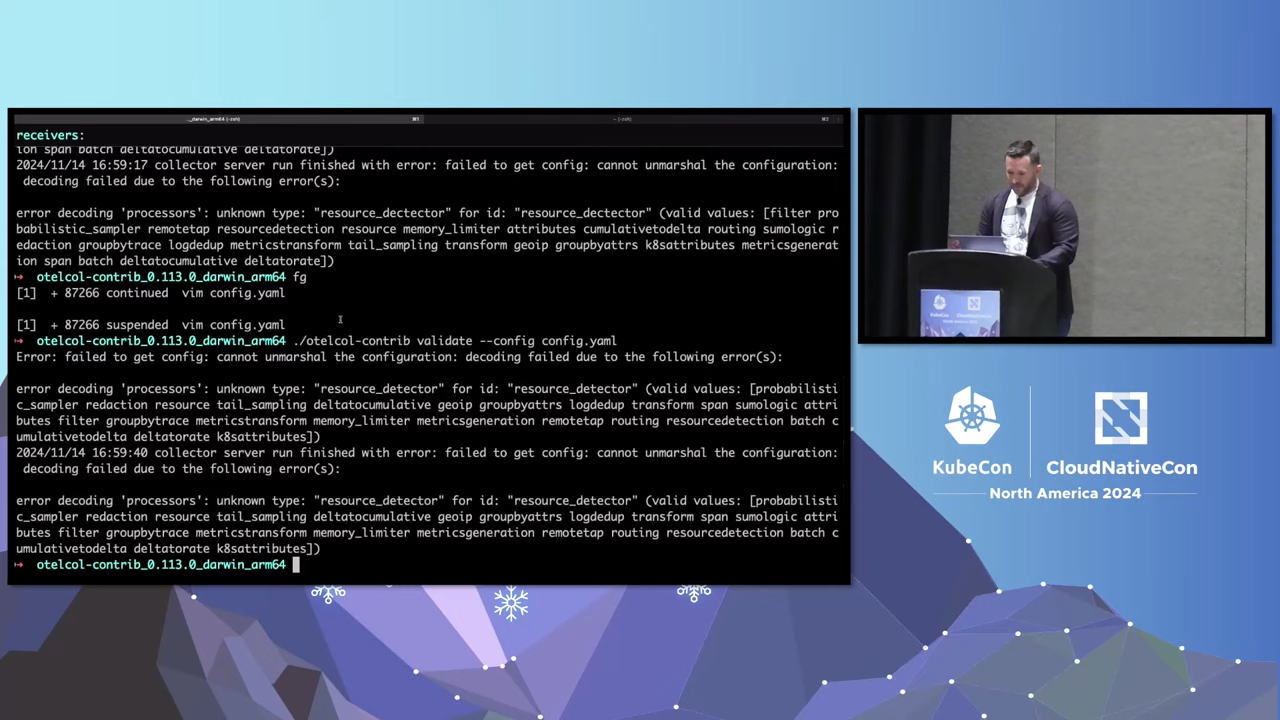 .._darwin_arm64 (-zsh) ⌘1 ~ (-zsh) ⌘2
receivers:
ion span batch deltatocumulative deltatorate])
2024/11/14 16:59:17 collector server run finished with error: failed to get config: cannot unmarshal the configuration:
decoding failed due to the following error(s):
error decoding 'processors': unknown type: "resource_dectector" for id: "resource_dectector" (valid values: [filter pro
babilistic_sampler remotetap resourcedetection resource memory_limiter attributes cumulativetodelta routing sumologic r
edaction groupbytrace logdedup metricstransform tail_sampling transform geoip groupbyattrs k8sattributes metricsgenerat
ion span batch deltatocumulative deltatorate])
→ otelcol-contrib_0.113.0_darwin_arm64 fg
[1] + 87266 continued vim config.yaml
[1] + 87266 suspended vim config.yaml
→ otelcol-contrib_0.113.0_darwin_arm64 ./otelcol-contrib validate --config config.yaml
Error: failed to get config: cannot unmarshal the configuration: decoding failed due to the following error(s):
error decoding 'processors': unknown type: "resource_detector" for id: "resource_detector" (valid values: [probabilisti
c_sampler redaction resource tail_sampling deltatocumulative geoip groupbyattrs logdedup transform span sumologic attri
butes filter groupbytrace metricstransform memory_limiter metricsgeneration remotetap routing resourcedetection batch c
umulativetodelta deltatorate k8sattributes])
2024/11/14 16:59:40 collector server run finished with error: failed to get config: cannot unmarshal the configuration:
decoding failed due to the following error(s):
error decoding 'processors': unknown type: "resource_detector" for id: "resource_detector" (valid values: [probabilisti
c_sampler redaction resource tail_sampling deltatocumulative geoip groupbyattrs logdedup transform span sumologic attri
butes filter groupbytrace metricstransform memory_limiter metricsgeneration remotetap routing resourcedetection batch c
umulativetodelta deltatorate k8sattributes])
→ otelcol-contrib_0.113.0_darwin_arm64
KubeCon CloudNativeCon
North America 2024
KubeCon CloudNativeCon
North America 2024